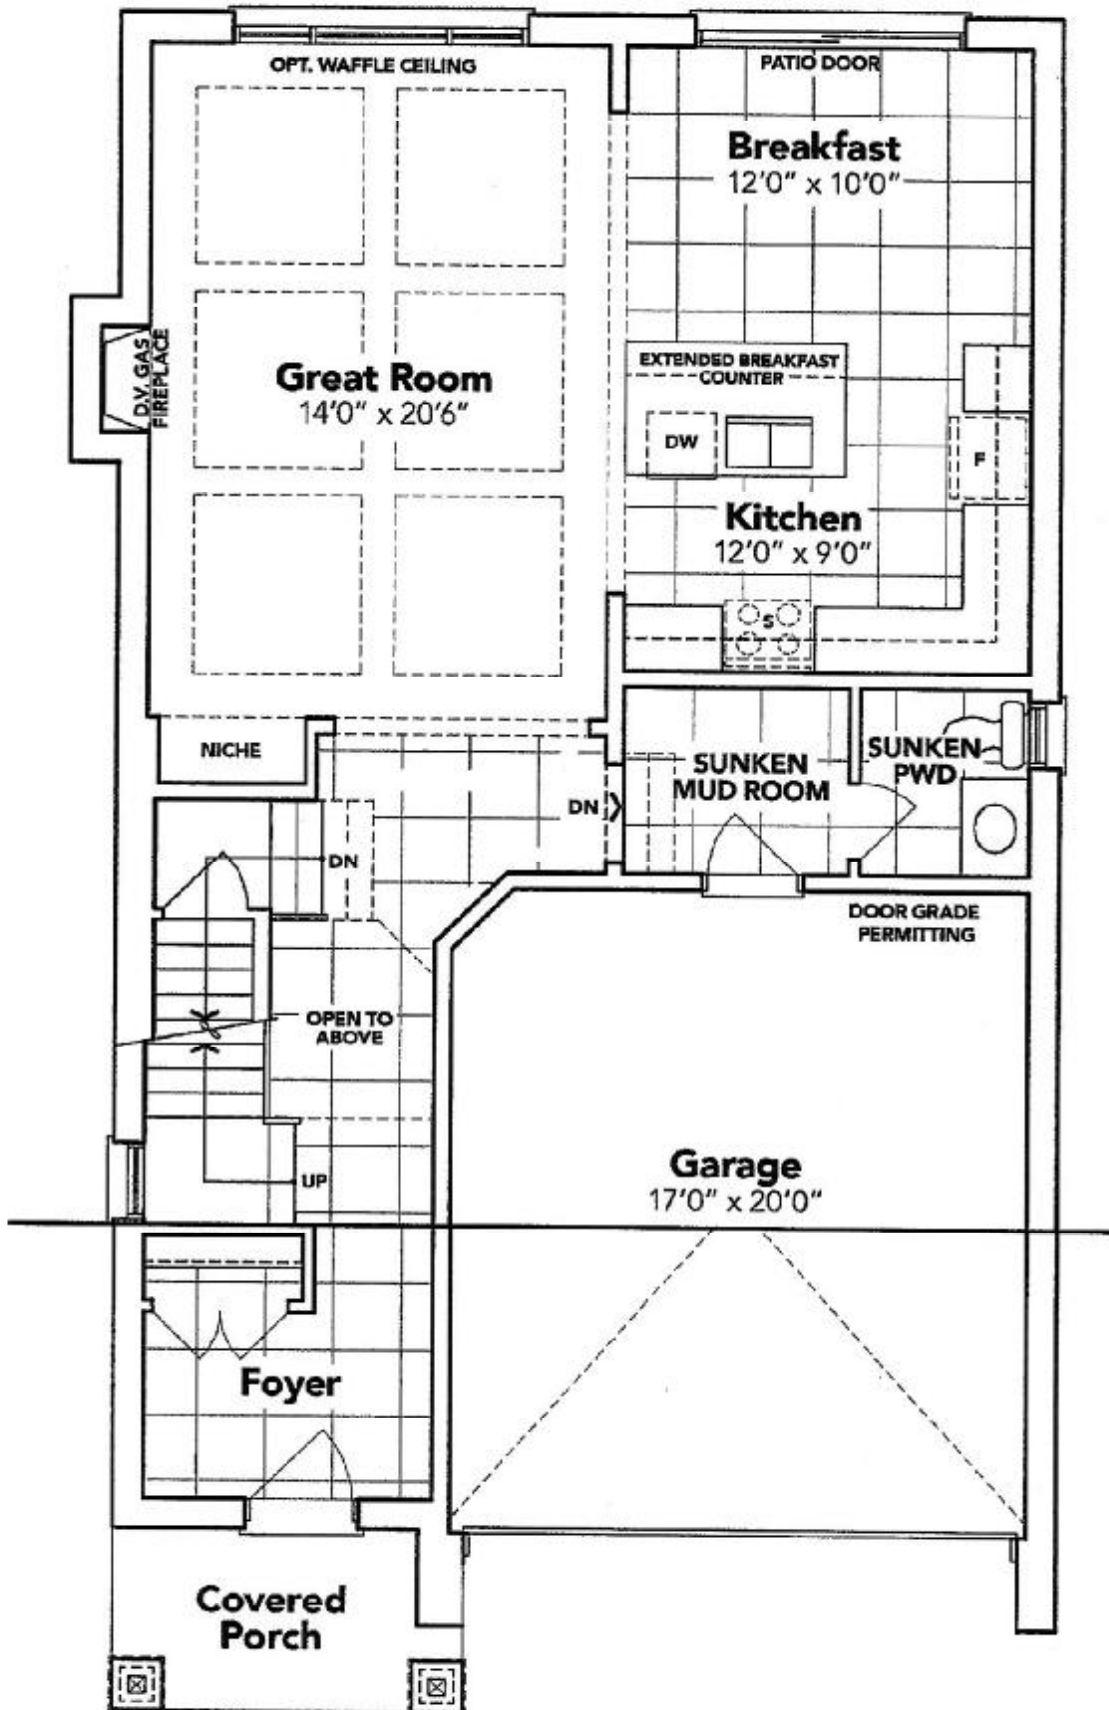 OPT. WAFFLE CEILING
PATIO DOOR
Breakfast
12'0" x 10'0"
D.V. GAS
FIREPLACE
Great Room
14'0" x 20'6"
EXTENDED BREAKFAST
COUNTER
DW
F
Kitchen
12'0" x 9'0"
S
NICHE
SUNKEN
MUD ROOM
SUNKEN
PWD
DN
DN
DOOR GRADE
PERMITTING
OPEN TO
ABOVE
UP
Garage
17'0" x 20'0"
Foyer
Covered
Porch